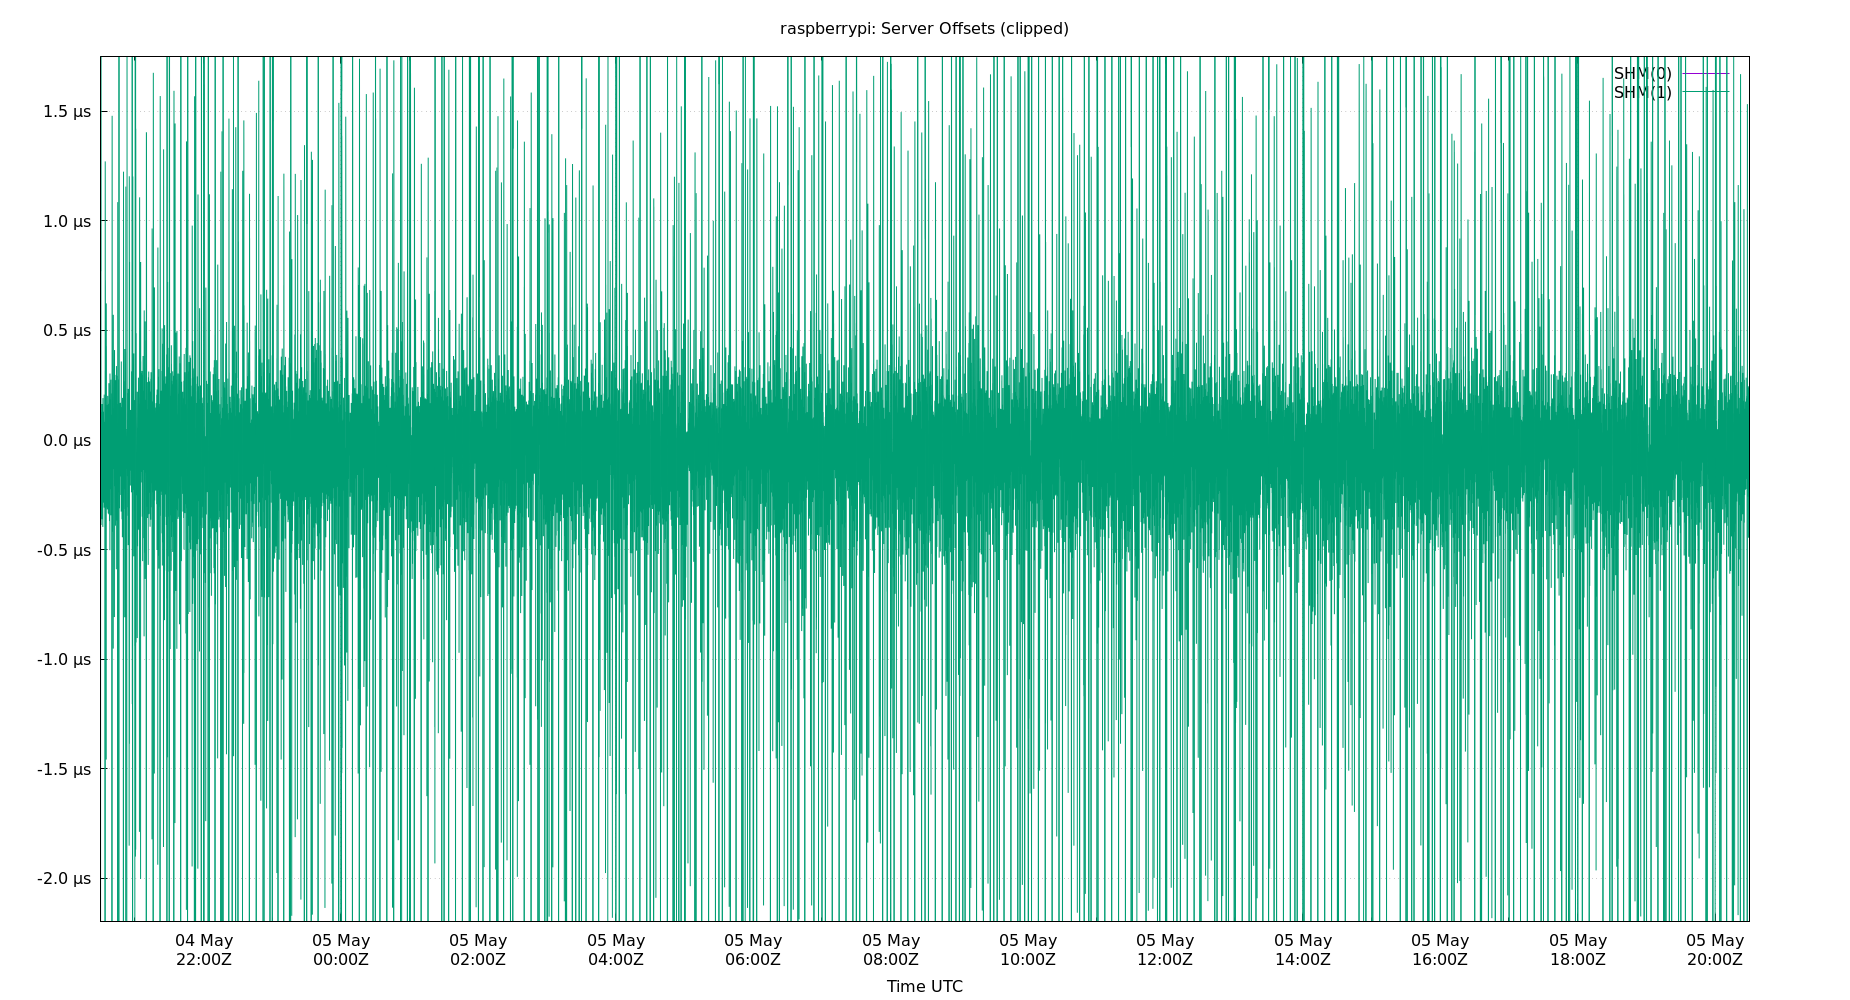 raspberrypi: Server Offsets (clipped)
SHM(0)
SHM(1)
1.5 µs
1.0 µs
0.5 µs
0.0 µs
-0.5 µs
-1.0 µs
-1.5 µs
-2.0 µs
04 May 05 May 05 May 05 May 05 May 05 May 05 May 05 May 05 May 05 May 05 May 05 May
22:00Z 00:00Z 02:00Z 04:00Z 06:00Z 08:00Z 10:00Z 12:00Z 14:00Z 16:00Z 18:00Z 20:00Z
Time UTC